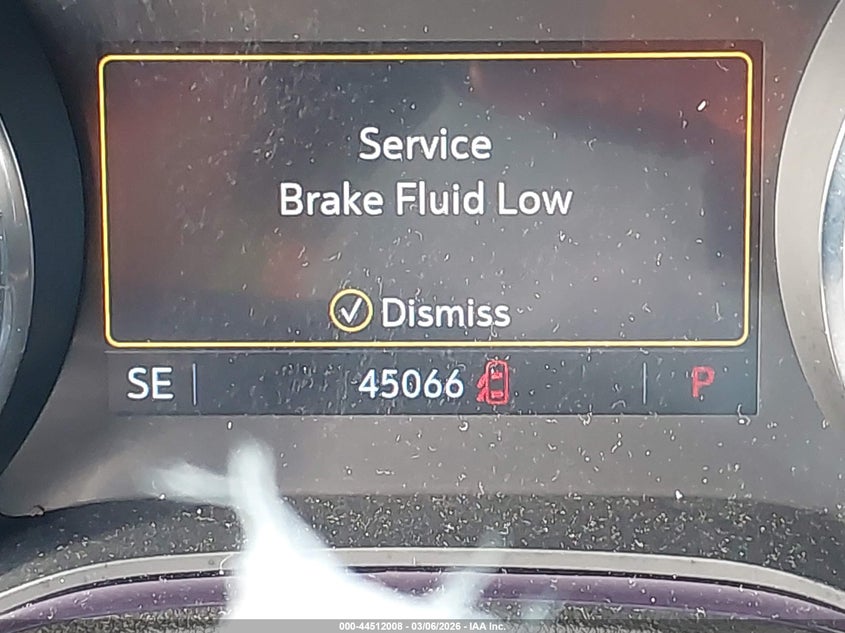 Service
Brake Fluid Low
Dismiss
SE 45066 P
000-44512008 - 03/06/2026 - IAA Inc.